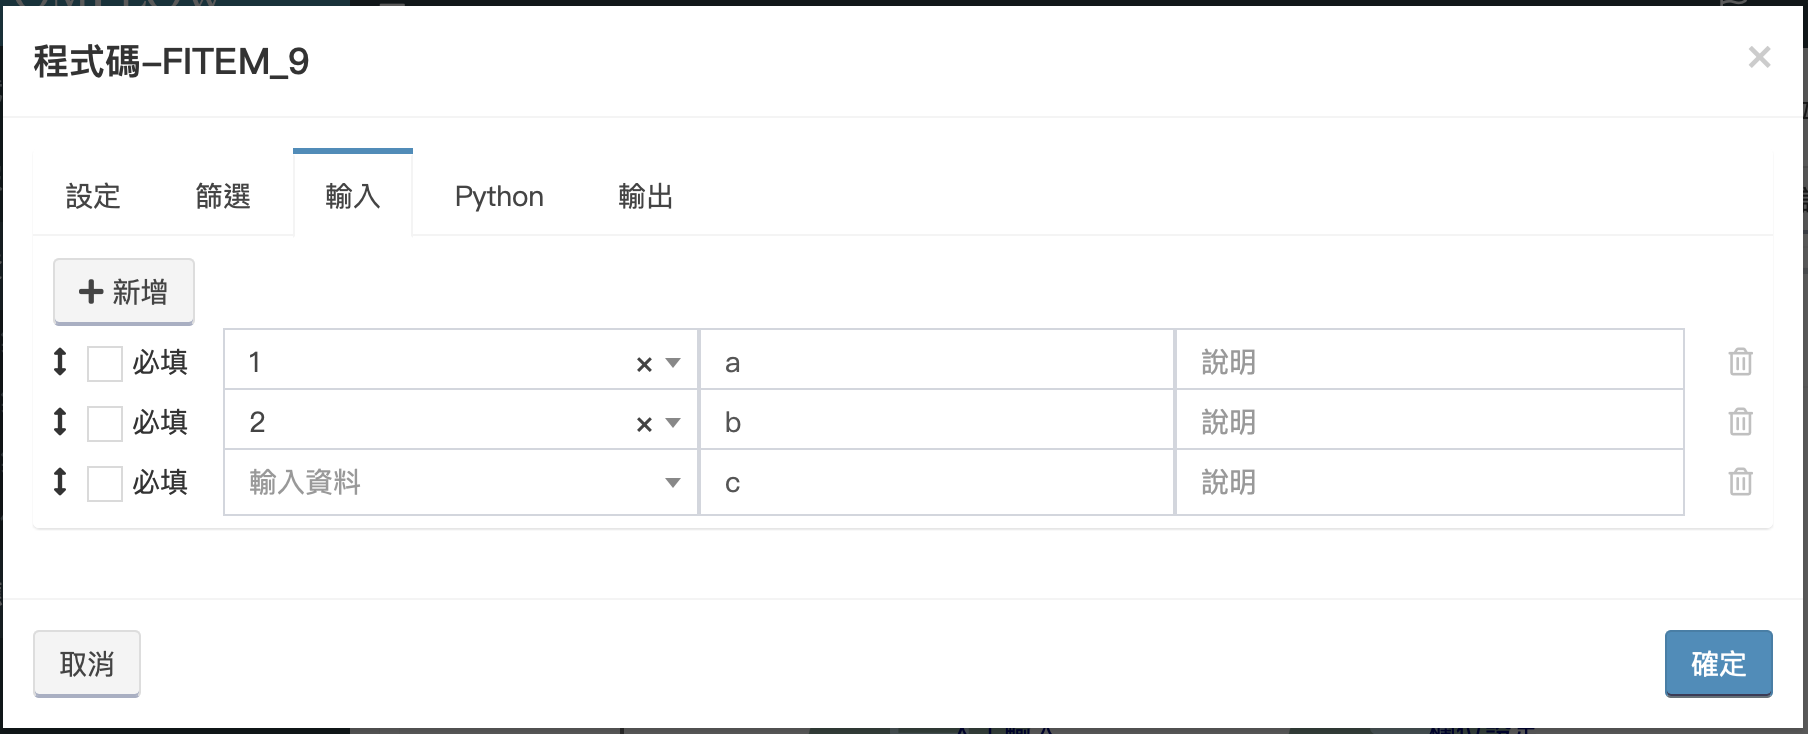 程式碼-FITEM_9
×
設定 篩選 輸入 Python 輸出
+ 新增
必填 1 × a 說明
必填 2 × b 說明
必填 輸入資料 c 說明
取消 確定